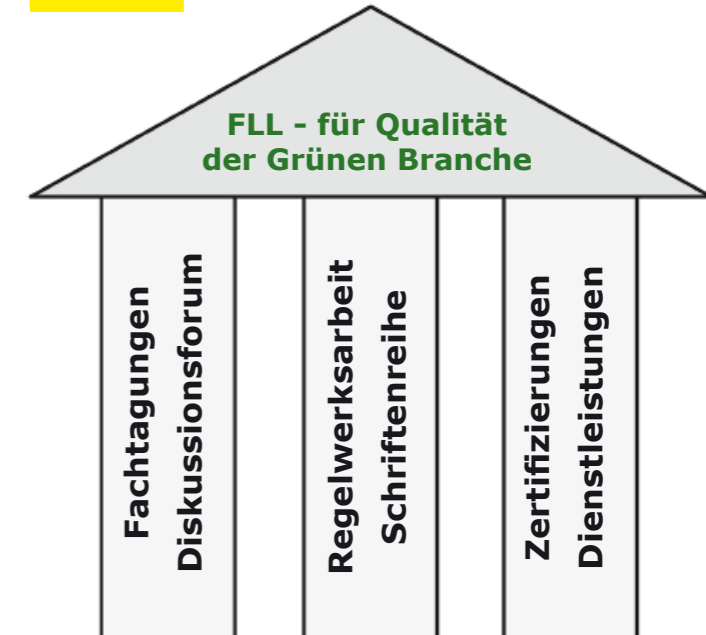 FLL - für Qualität
der Grünen Branche
Fachtagungen
Diskussionsforum
Regelwerksarbeit
Schriftenreihe
Zertifizierungen
Dienstleistungen